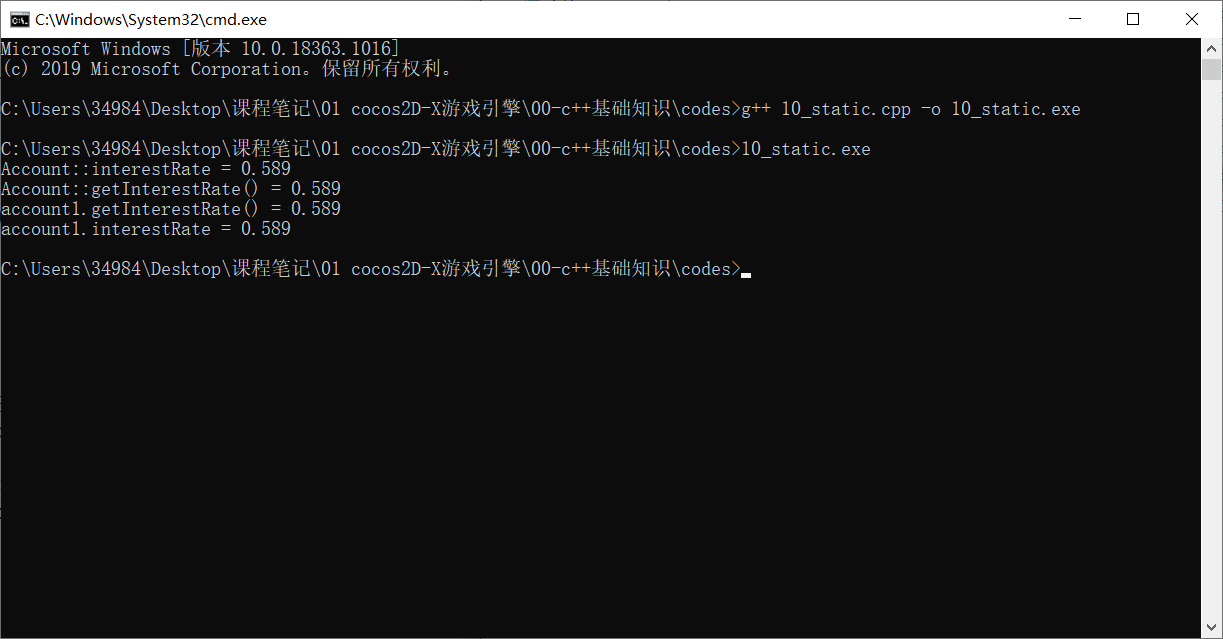 C:\Windows\System32\cmd.exe
Microsoft Windows [版本 10.0.18363.1016]
(c) 2019 Microsoft Corporation。保留所有权利。
C:\Users\34984\Desktop\课程笔记\01 cocos2D-X游戏引擎\00-c++基础知识\codes>g++ 10_static.cpp -o 10_static.exe
C:\Users\34984\Desktop\课程笔记\01 cocos2D-X游戏引擎\00-c++基础知识\codes>10_static.exe
Account::interestRate = 0.589
Account::getInterestRate() = 0.589
account1.getInterestRate() = 0.589
account1.interestRate = 0.589
C:\Users\34984\Desktop\课程笔记\01 cocos2D-X游戏引擎\00-c++基础知识\codes>